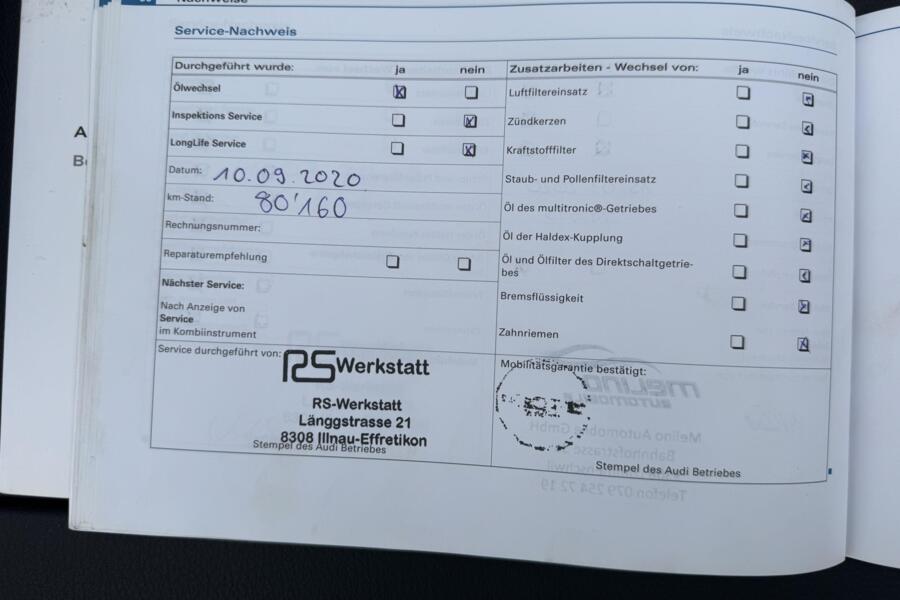 Nachweise
Service-Nachweis
Durchgeführt wurde: ja nein
Ölwechsel
Inspektions Service
LongLife Service
Datum: 10.09.2020
km-Stand: 80'160
Rechnungsnummer:
Reparaturempfehlung
Nächster Service:
Nach Anzeige von
Service
im Kombiinstrument
Service durchgeführt von:
RS Werkstatt
RS-Werkstatt
Länggstrasse 21
8308 Illnau-Effretikon
Stempel des Audi Betriebes
Zusatzarbeiten - Wechsel von: ja nein
Luftfiltereinsatz
Zündkerzen
Kraftstofffilter
Staub- und Pollenfiltereinsatz
Öl des multitronic®-Getriebes
Öl der Haldex-Kupplung
Öl und Ölfilter des Direktschaltgetrie-
bes
Bremsflüssigkeit
Zahnriemen
Mobilitätsgarantie bestätigt:
Stempel des Audi Betriebes